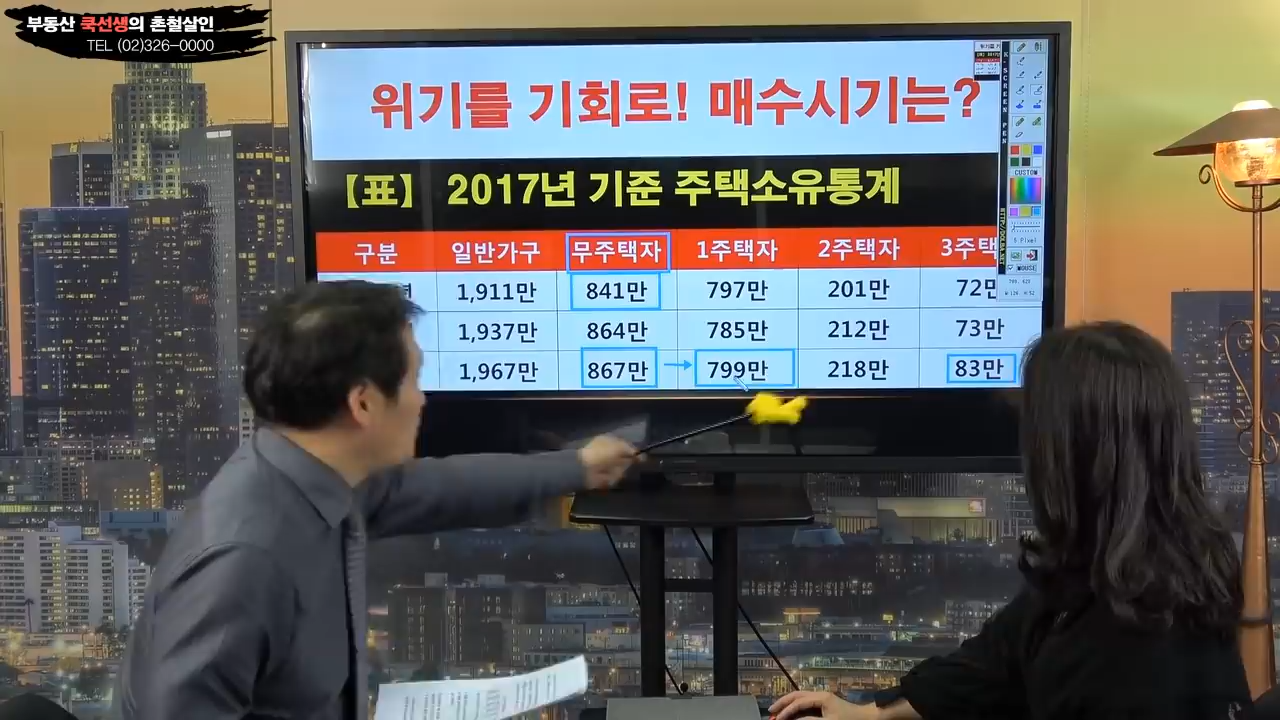 부동산 쿡선생의 촌철살인
TEL (02)326-0000
위기를 기회로! 매수시기는?
【표】 2017년 기준 주택소유통계
구분 일반가구 무주택자 1주택자 2주택자 3주택
1,911만 841만 797만 201만 72만
1,937만 864만 785만 212만 73만
1,967만 867만 799만 218만 83만
K-SCREEN PEN
CUSTOM
5 Pixel
MOUSE